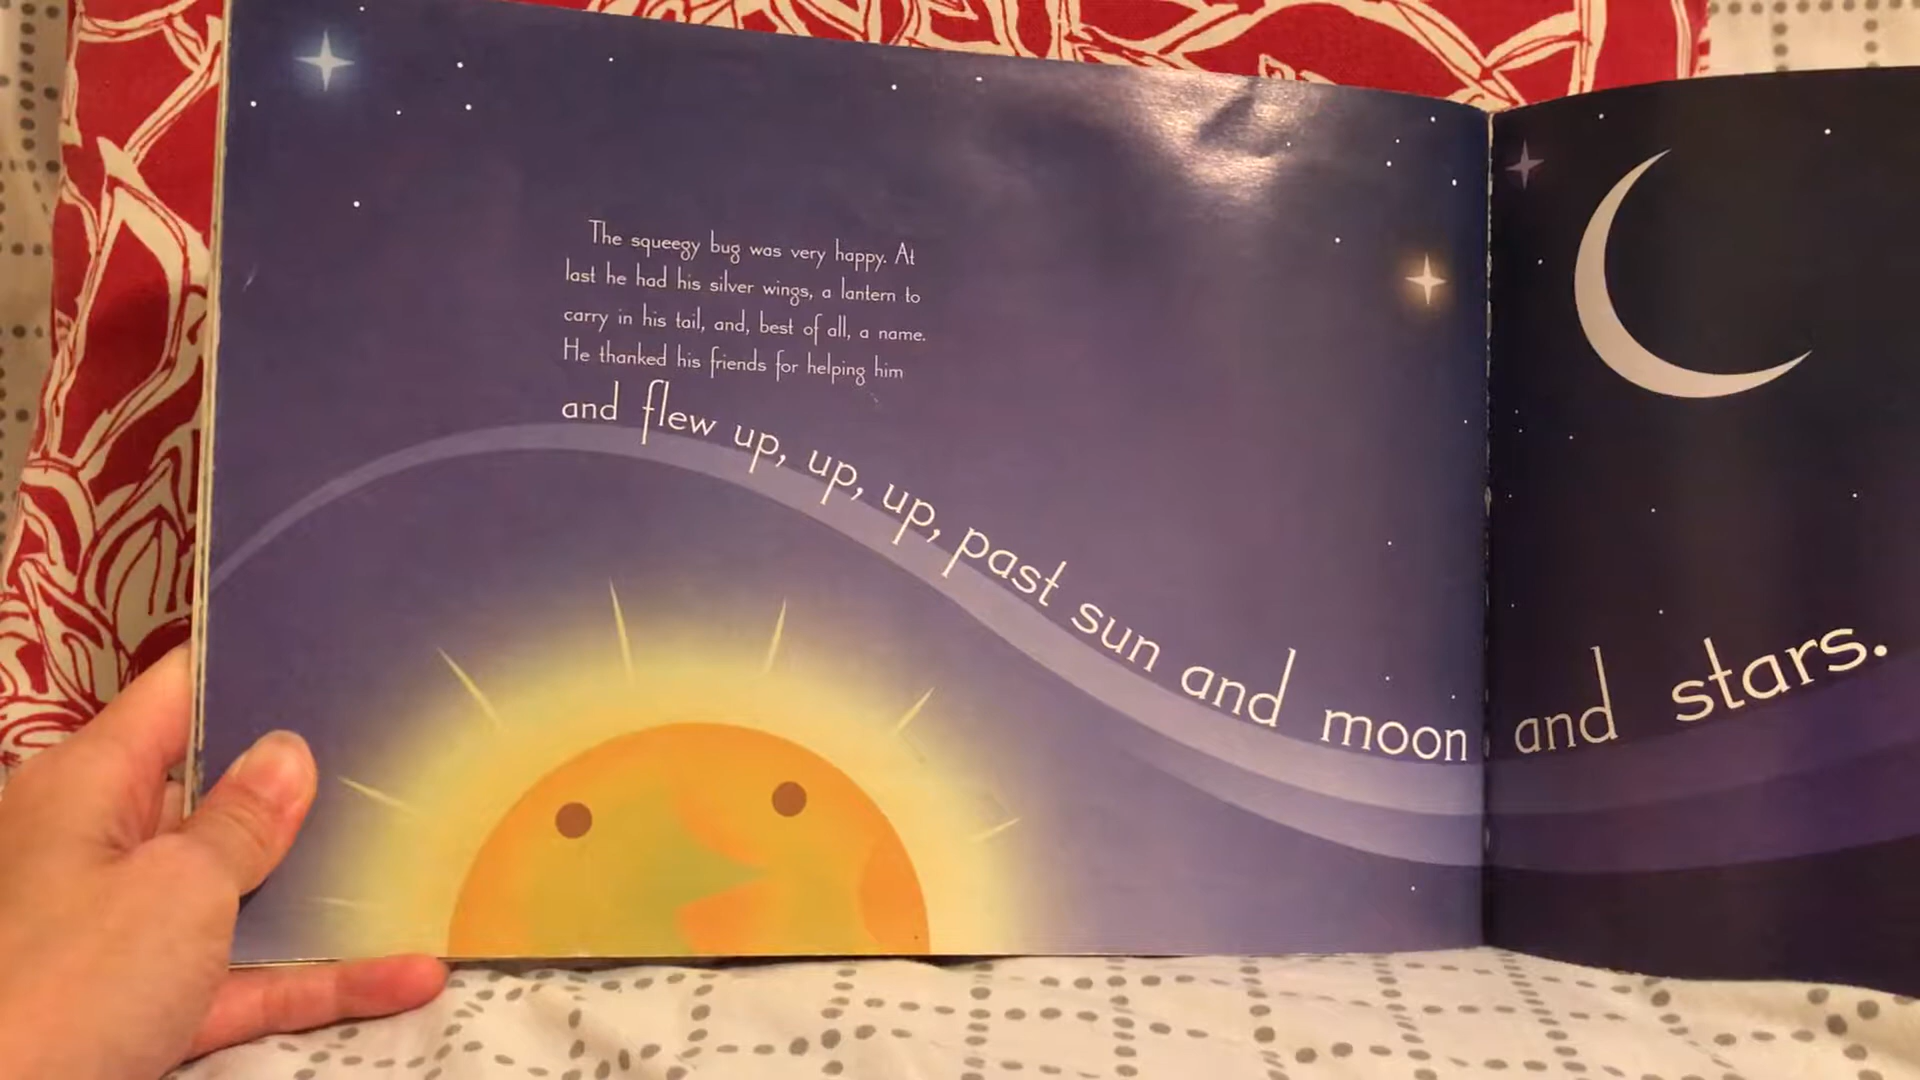 The squeegy bug was very happy. At
last he had his silver wings, a lantern to
carry in his tail, and, best of all, a name.
He thanked his friends for helping him
and flew up, up, up, past sun and moon and stars.